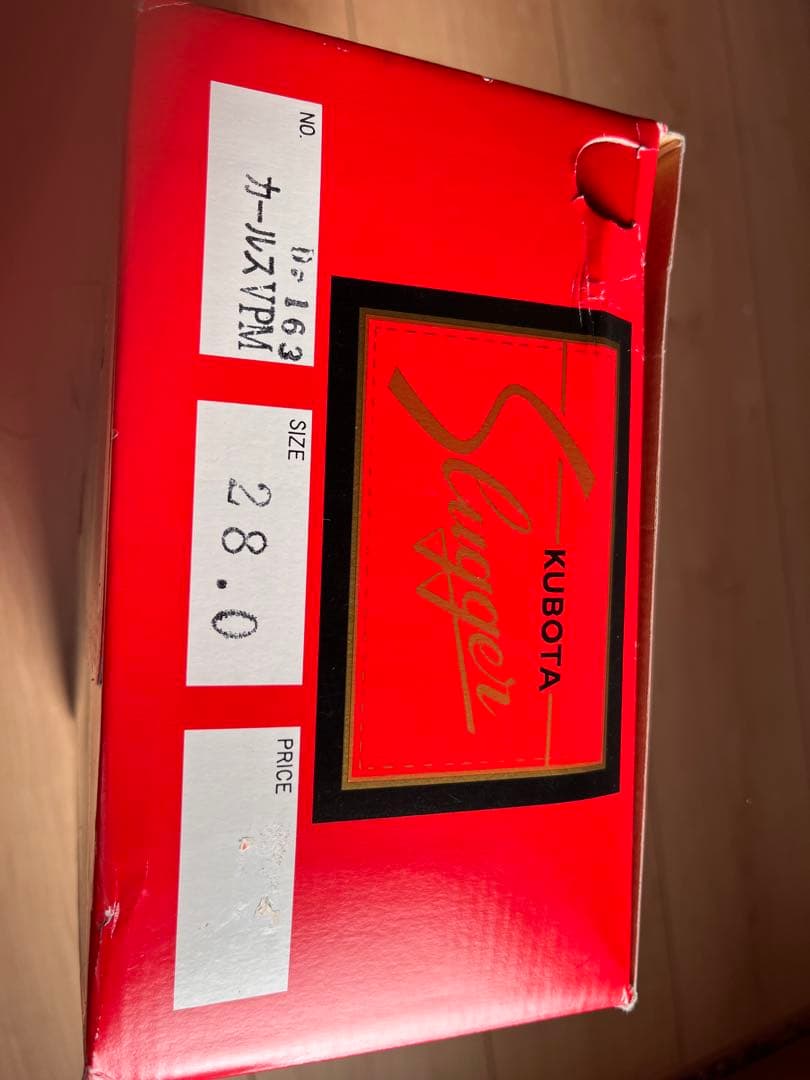 KUBOTA
Slugger
NO.
D-163
カールスVPM
SIZE
28.0
PRICE